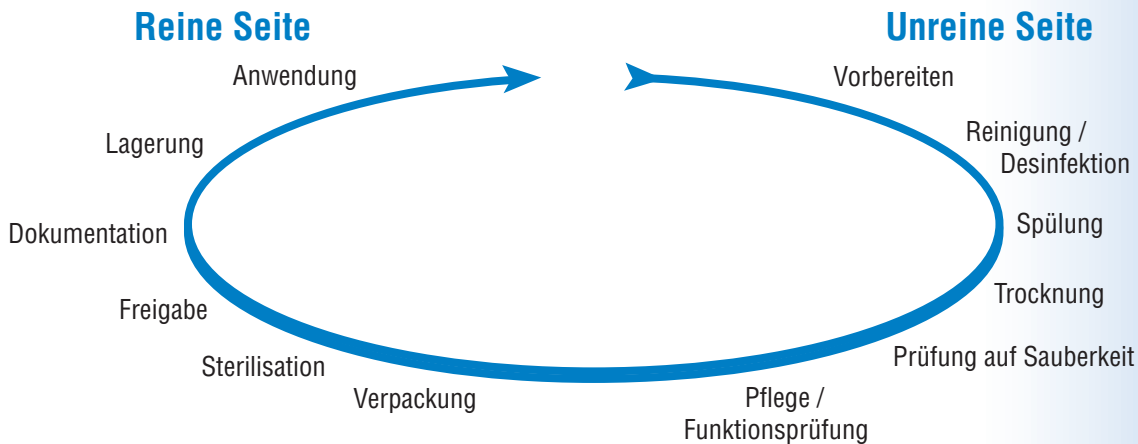 Reine Seite
Unreine Seite
Anwendung
Vorbereiten
Lagerung
Reinigung /
Desinfektion
Dokumentation
Spülung
Freigabe
Trocknung
Sterilisation
Prüfung auf Sauberkeit
Verpackung
Pflege /
Funktionsprüfung